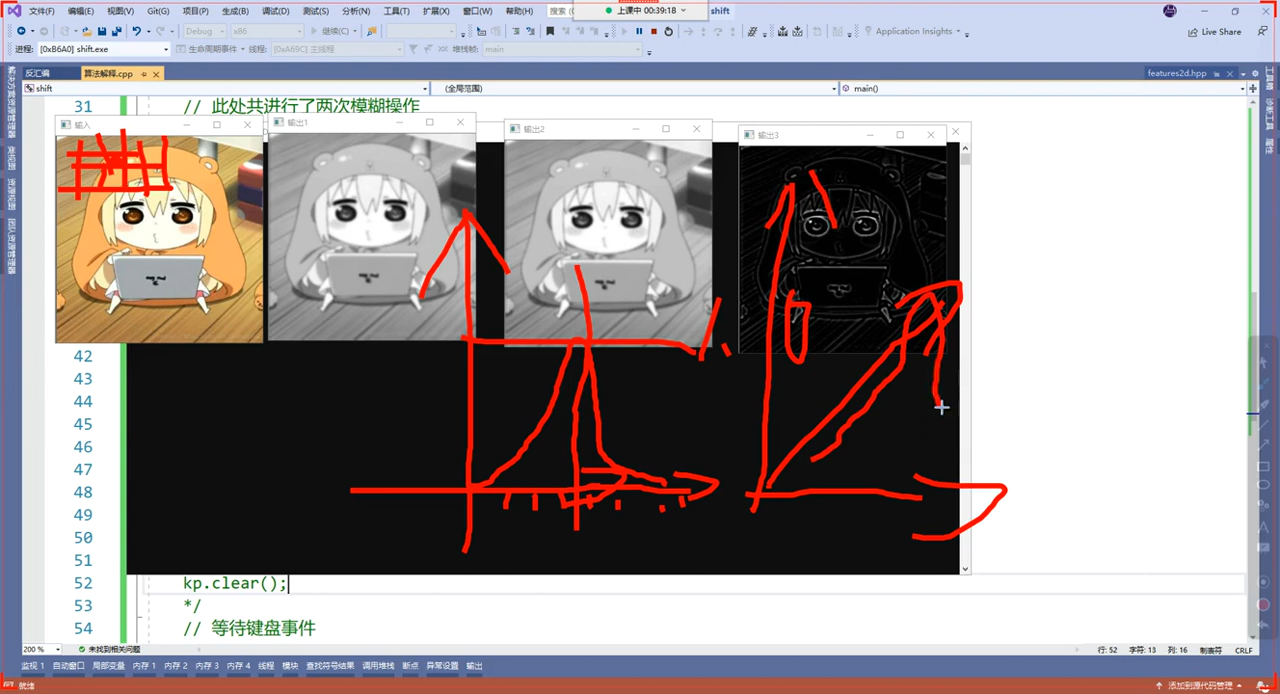 文件(F) 编辑(E) 视图(V) Git(G) 项目(P) 生成(B) 调试(D) 测试(S) 分析(N) 工具(T) 扩展(X) 窗口(W) 帮助(H) 搜索 上课中 00:39:18 shift
Debug x86 继续(C) Application Insights Live Share
进程: [0xB6A0] shift.exe 生命周期事件 线程: [0xA69C] 主线程 堆栈帧: main
反汇编 算法解释.cpp features2d.hpp
shift (全局范围) main()
31 // 此处共进行了两次模糊操作
输入 输出1 输出2 输出3
42
43
44
45
46
47
48
49
50
51
52 kp.clear();
53 */
54 // 等待键盘事件
200 % 未找到相关问题 行: 52 字符: 13 列: 16 制表符 CRLF
监视 1 自动窗口 局部变量 内存 1 内存 2 内存 3 内存 4 线程 模块 查找符号结果 调用堆栈 断点 异常设置 输出
就绪 添加到源代码管理